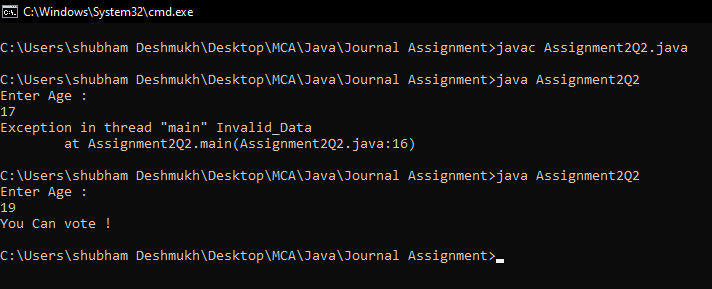 C:\Windows\System32\cmd.exe
C:\Users\shubham Deshmukh\Desktop\MCA\Java\Journal Assignment>javac Assignment2Q2.java
C:\Users\shubham Deshmukh\Desktop\MCA\Java\Journal Assignment>java Assignment2Q2
Enter Age :
17
Exception in thread "main" Invalid_Data
        at Assignment2Q2.main(Assignment2Q2.java:16)
C:\Users\shubham Deshmukh\Desktop\MCA\Java\Journal Assignment>java Assignment2Q2
Enter Age :
19
You Can vote !
C:\Users\shubham Deshmukh\Desktop\MCA\Java\Journal Assignment>